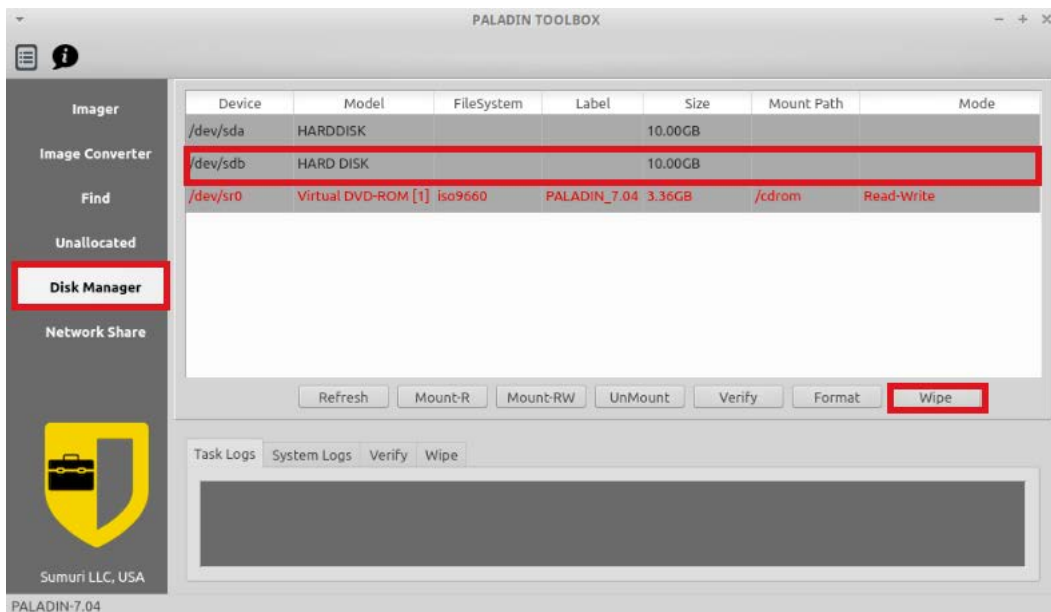 PALADIN TOOLBOX
Imager
Image Converter
Find
Unallocated
Disk Manager
Network Share
Device Model FileSystem Label Size Mount Path Mode
/dev/sda HARDDISK 10.00GB
/dev/sdb HARD DISK 10.00GB
/dev/sr0 Virtual DVD-ROM [1] iso9660 PALADIN_7.04 3.36GB /cdrom Read-Write
Refresh Mount-R Mount-RW UnMount Verify Format Wipe
Task Logs System Logs Verify Wipe
Sumuri LLC, USA
PALADIN-7.04